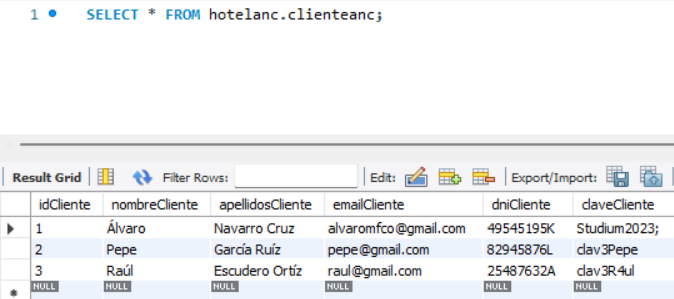 1 SELECT * FROM hotelanc.clienteanc;
Result Grid Filter Rows: Edit: Export/Import:
idCliente nombreCliente apellidosCliente emailCliente dniCliente claveCliente
1 Álvaro Navarro Cruz alvaromfco@gmail.com 49545195K Studium2023;
2 Pepe García Ruíz pepe@gmail.com 82945876L clav3Pepe
3 Raúl Escudero Ortíz raul@gmail.com 25487632A clav3R4ul
NULL NULL NULL NULL NULL NULL